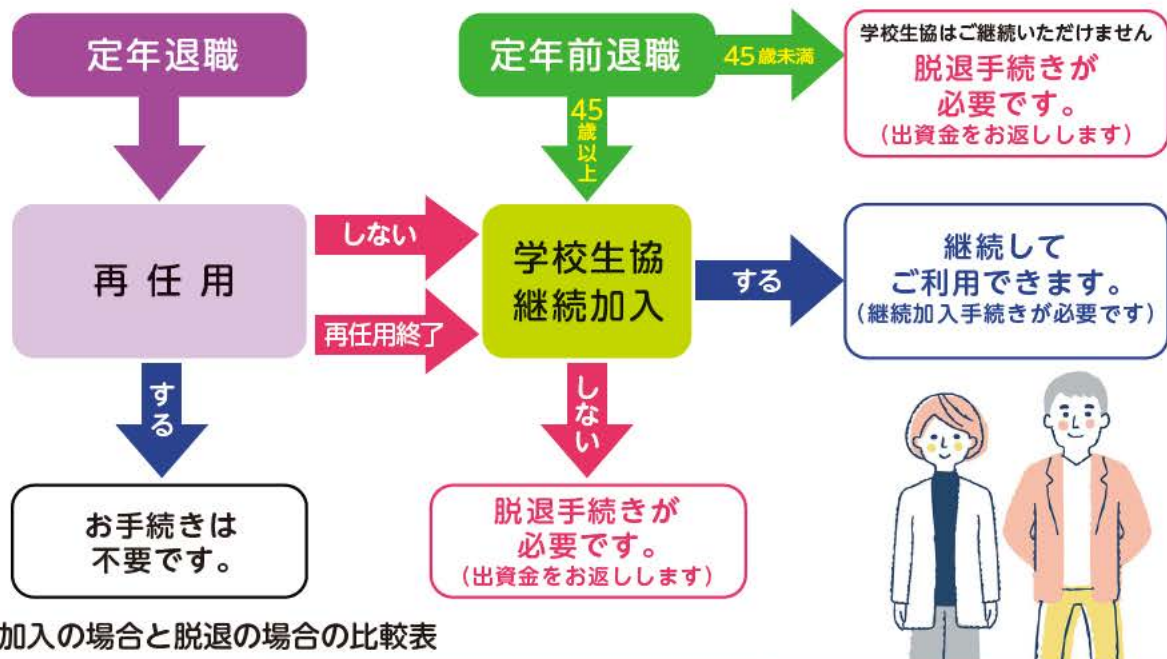 定年退職
定年前退職
45歳未満
学校生協はご継続いただけません
脱退手続きが
必要です。
(出資金をお返しします)
45歳以上
再任用
しない
再任用終了
学校生協
継続加入
する
継続して
ご利用できます。
(継続加入手続きが必要です)
する
しない
お手続きは
不要です。
脱退手続きが
必要です。
(出資金をお返しします)
加入の場合と脱退の場合の比較表